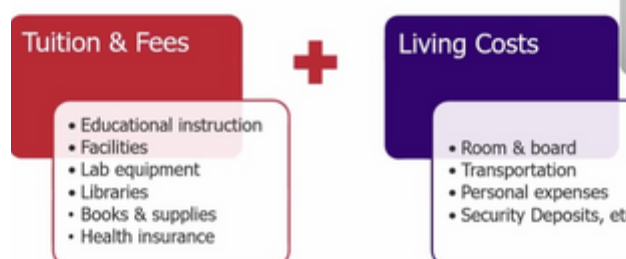 Tuition & Fees
• Educational instruction
• Facilities
• Lab equipment
• Libraries
• Books & supplies
• Health insurance
Living Costs
• Room & board
• Transportation
• Personal expenses
• Security Deposits, et